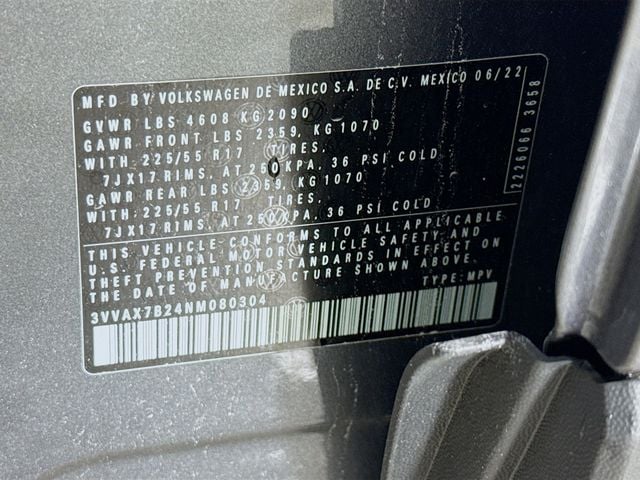 MFD BY VOLKSWAGEN DE MEXICO S.A. DE C.V. MEXICO 06/22
GVWR LBS 4608 KG 2090
GAWR FRONT LBS 2359, KG 1070
WITH: 225/55 R17 TIRES,
7JX17 RIMS, AT 250 KPA, 36 PSI COLD
GAWR REAR LBS 2359, KG 1070
WITH: 225/55 R17 TIRES,
7JX17 RIMS, AT 250 KPA, 36 PSI COLD
THIS VEHICLE CONFORMS TO ALL APPLICABLE
U.S. FEDERAL MOTOR VEHICLE SAFETY AND
THEFT PREVENTION STANDARDS IN EFFECT ON
THE DATE OF MANUFACTURE SHOWN ABOVE.
3VVAX7B24NM080304 TYPE: MPV
2226066 3658